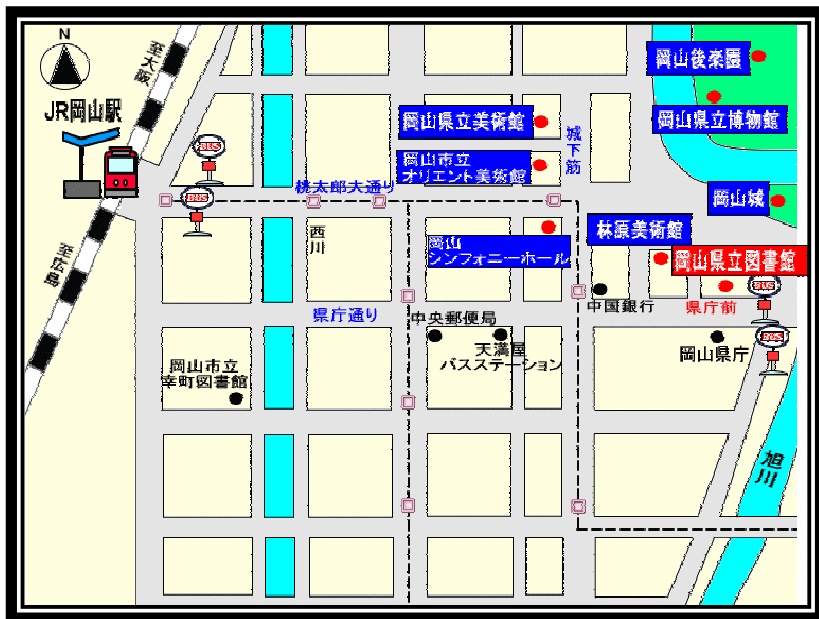 N
至大阪
JR岡山駅
BUS
BUS
至広島
岡山後楽園
岡山県立博物館
岡山県立美術館
城下筋
岡山市立
オリエント美術館
桃太郎大通り
岡山城
西川
岡山
シンフォニーホール
林原美術館
岡山県立図書館
BUS
中国銀行
県庁前
県庁通り
中央郵便局
BUS
天満屋
バスステーション
岡山県庁
岡山市立
幸町図書館
旭川